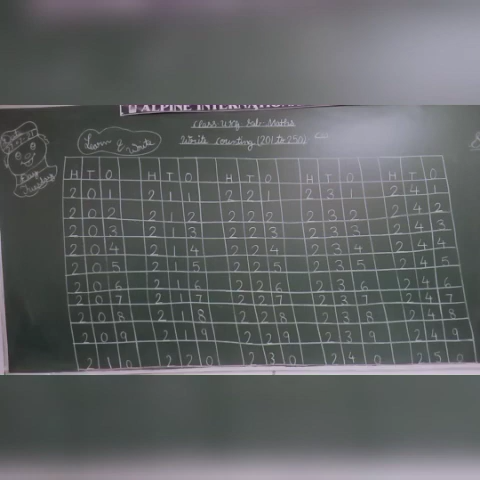 ALPINE INTERNATIONA
Class UKg Sub- Maths
Learn & Write
Write Counting (201 to 250)
Day
Tuesday
H T O H T O H T O H T O H T O
2 0 1 2 1 1 2 2 1 2 3 1 2 4 1
2 0 2 2 1 2 2 2 2 2 3 2 2 4 2
2 0 3 2 1 3 2 2 3 2 3 3 2 4 3
2 0 4 2 1 4 2 2 4 2 3 4 2 4 4
2 0 5 2 1 5 2 2 5 2 3 5 2 4 5
2 0 6 2 1 6 2 2 6 2 3 6 2 4 6
2 0 7 2 1 7 2 2 7 2 3 7 2 4 7
2 0 8 2 1 8 2 2 8 2 3 8 2 4 8
2 0 9 2 1 9 2 2 9 2 3 9 2 4 9
2 1 0 2 2 0 2 3 0 2 4 0 2 5 0